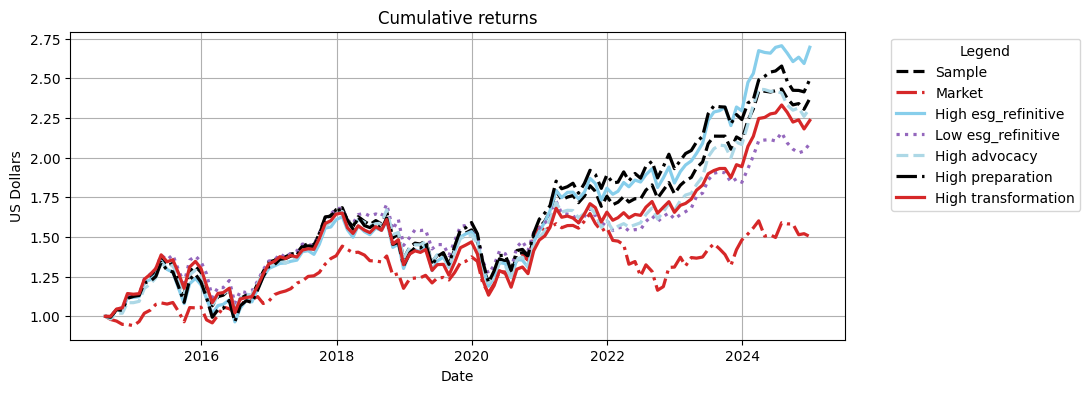 Cumulative returns
US Dollars
2.75
2.50
2.25
2.00
1.75
1.50
1.25
1.00
2016
2018
2020
2022
2024
Date
Legend
Sample
Market
High esg_refinitive
Low esg_refinitive
High advocacy
High preparation
High transformation